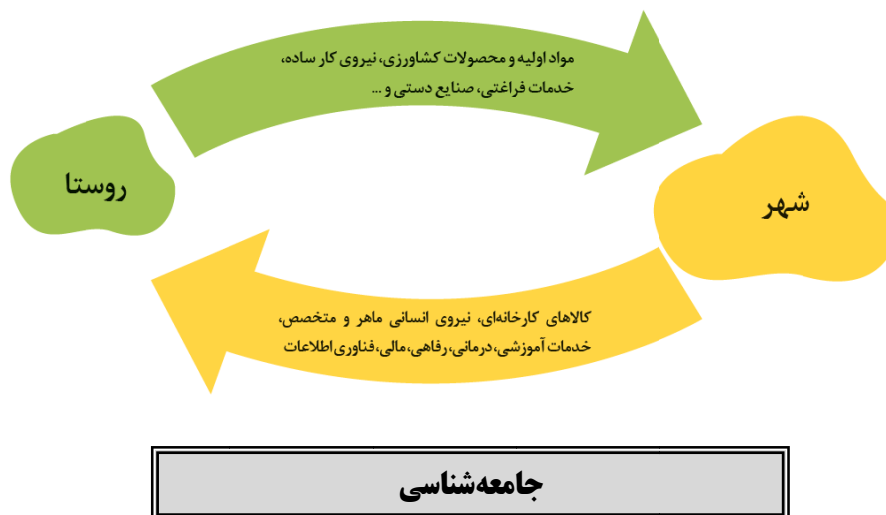 مواد اولیه و محصولات کشاورزی، نیروی کار ساده،
خدمات فراغتی، صنایع دستی و ...
روستا
شهر
کالاهای کارخانه‌ای، نیروی انسانی ماهر و متخصص،
خدمات آموزشی، درمانی، رفاهی، مالی، فناوری اطلاعات
جامعه‌شناسی